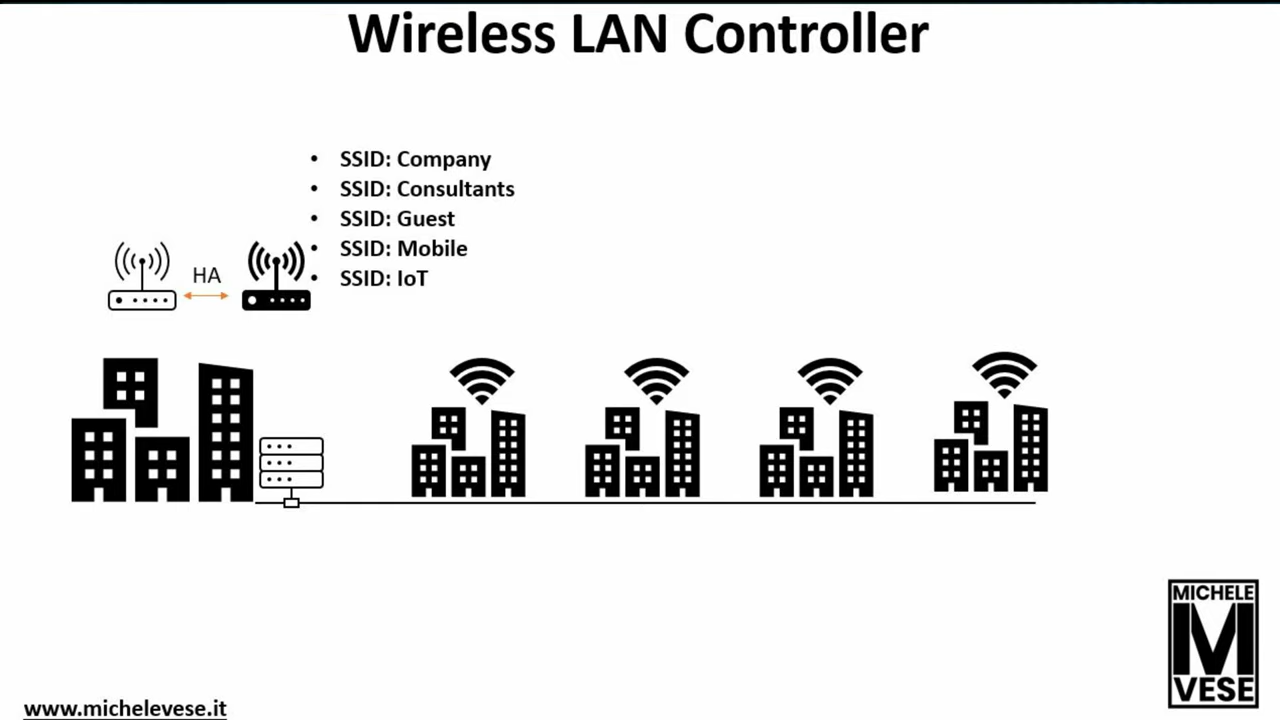 Wireless LAN Controller
• SSID: Company
• SSID: Consultants
• SSID: Guest
• SSID: Mobile
• SSID: IoT
HA
MICHELE
M
VESE
www.michelevese.it